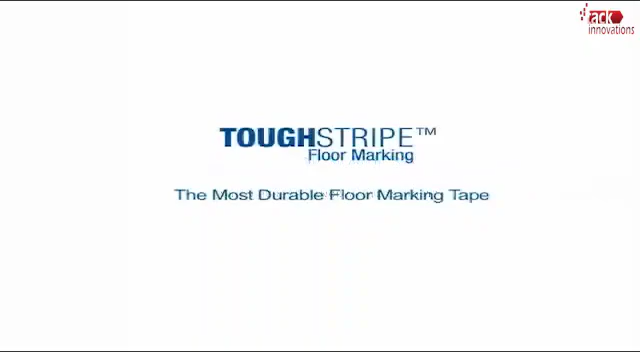 ack
innovations
TOUGHSTRIPE™
Floor Marking
The Most Durable Floor Marking Tape